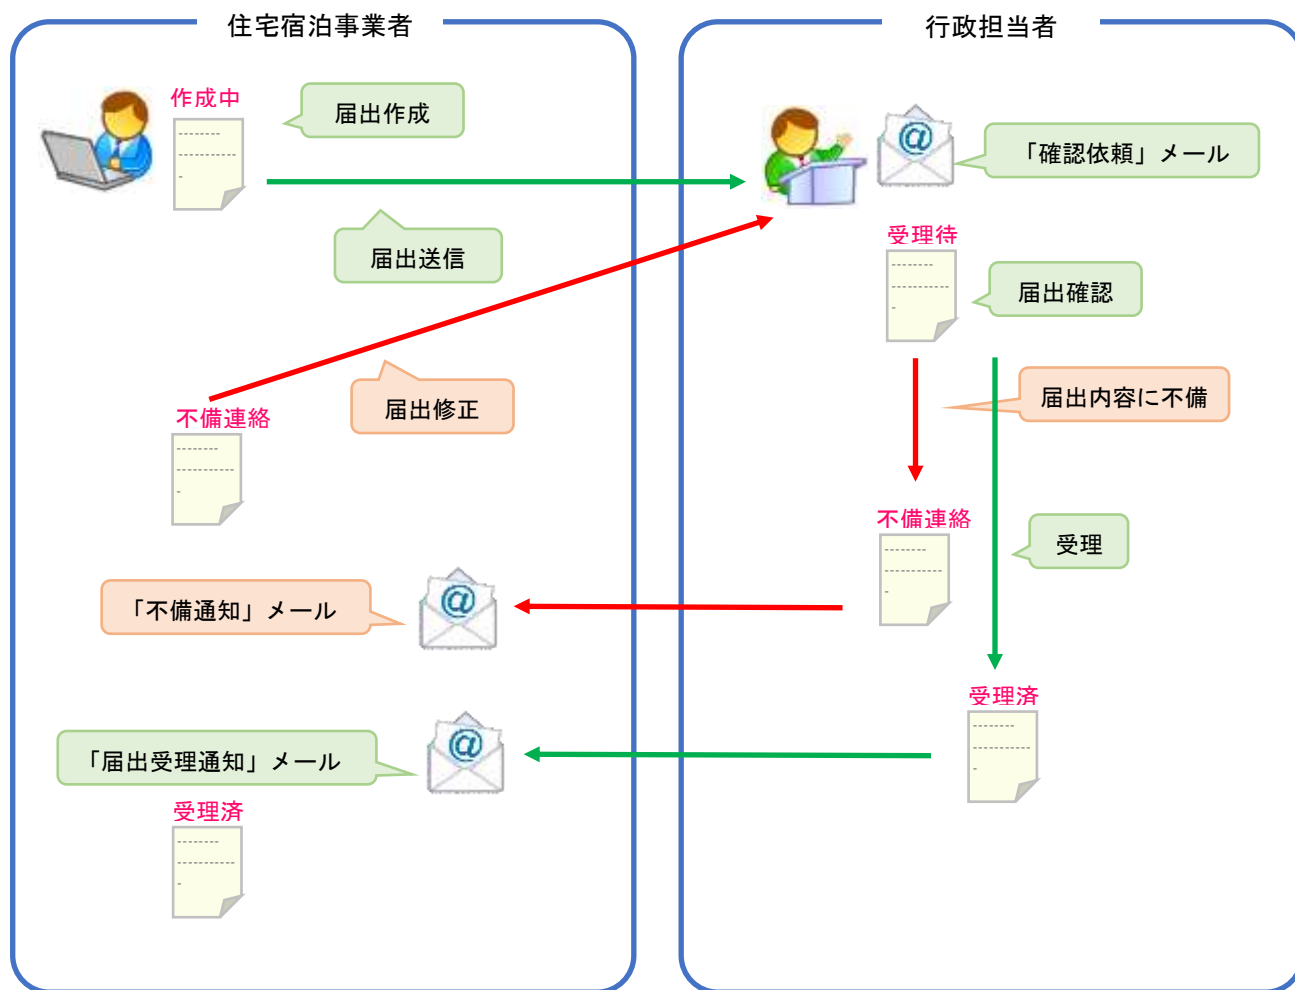 住宅宿泊事業者
行政担当者
作成中
届出作成
「確認依頼」メール
届出送信
受理待
届出確認
届出修正
届出内容に不備
不備連絡
不備連絡
受理
「不備通知」メール
受理済
「届出受理通知」メール
受理済